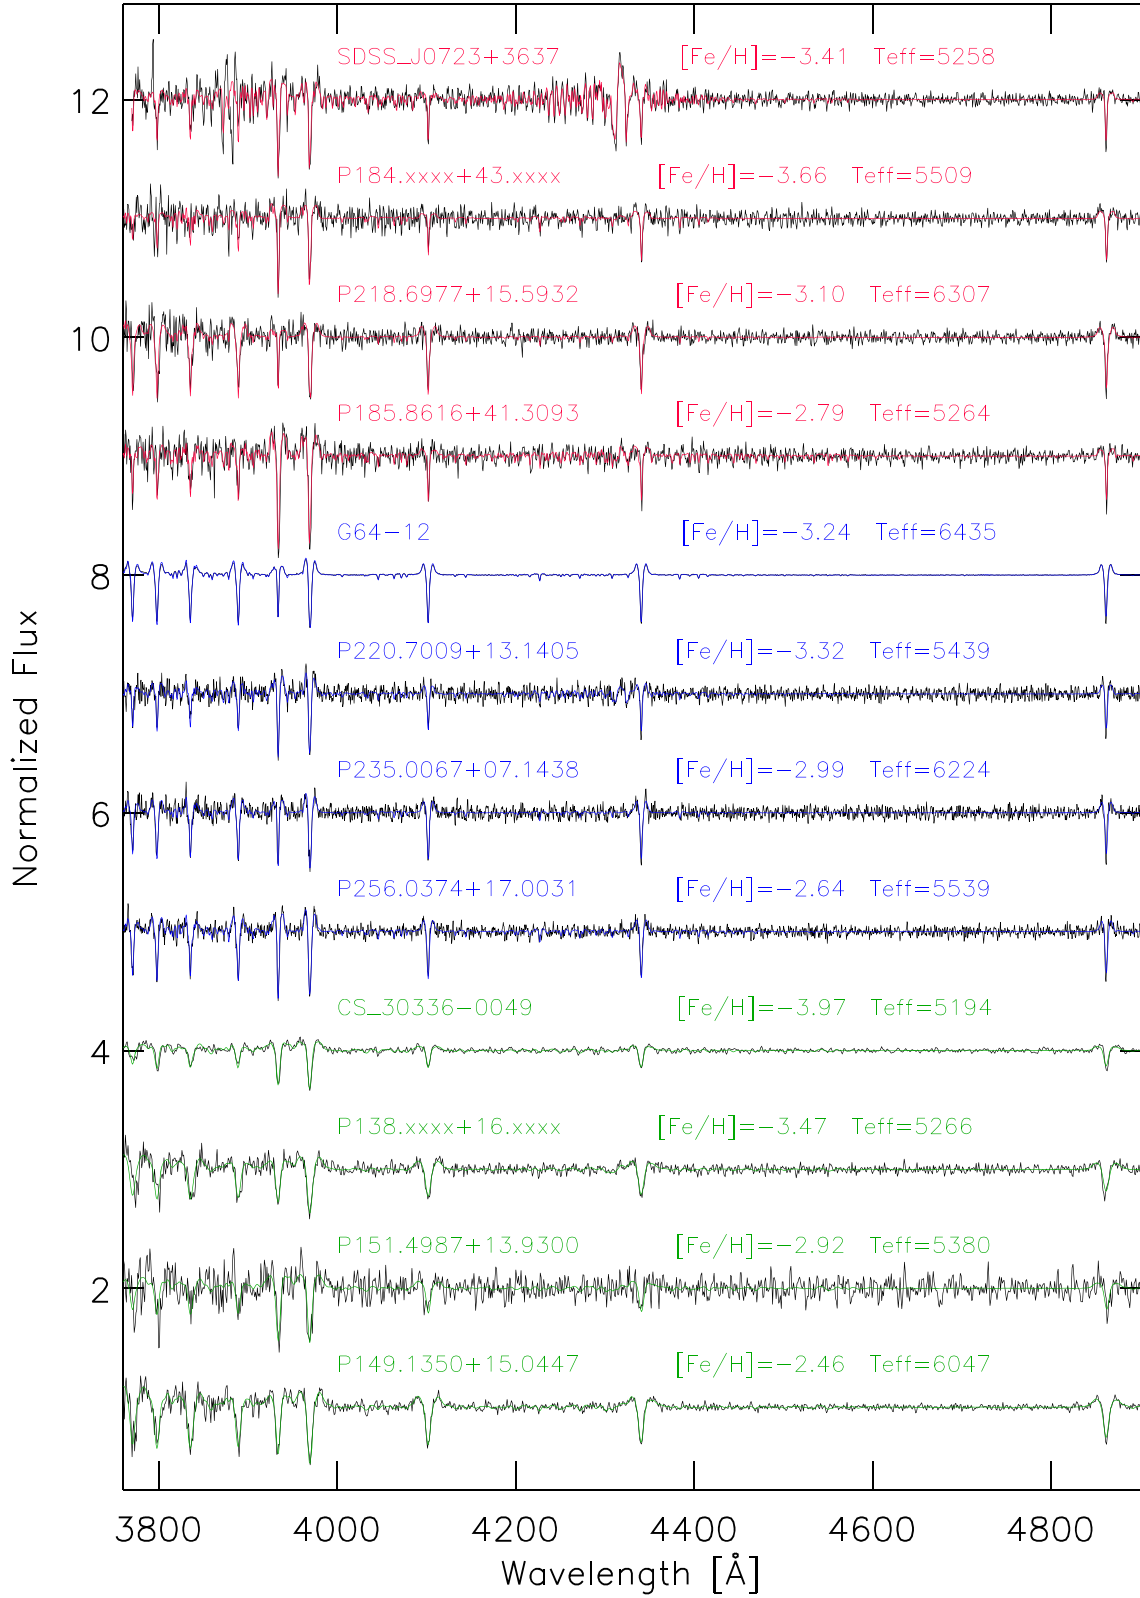 SDSS_J0723+3637 [Fe/H]=−3.41 Teff=5258
12
P184.xxxx+43.xxxx [Fe/H]=−3.66 Teff=5509
P218.6977+15.5932 [Fe/H]=−3.10 Teff=6307
10
P185.8616+41.3093 [Fe/H]=−2.79 Teff=5264
G64−12 [Fe/H]=−3.24 Teff=6435
8
P220.7009+13.1405 [Fe/H]=−3.32 Teff=5439
P235.0067+07.1438 [Fe/H]=−2.99 Teff=6224
6
P256.0374+17.0031 [Fe/H]=−2.64 Teff=5539
CS_30336−0049 [Fe/H]=−3.97 Teff=5194
4
P138.xxxx+16.xxxx [Fe/H]=−3.47 Teff=5266
P151.4987+13.9300 [Fe/H]=−2.92 Teff=5380
2
P149.1350+15.0447 [Fe/H]=−2.46 Teff=6047
Normalized Flux
3800 4000 4200 4400 4600 4800
Wavelength [Å]